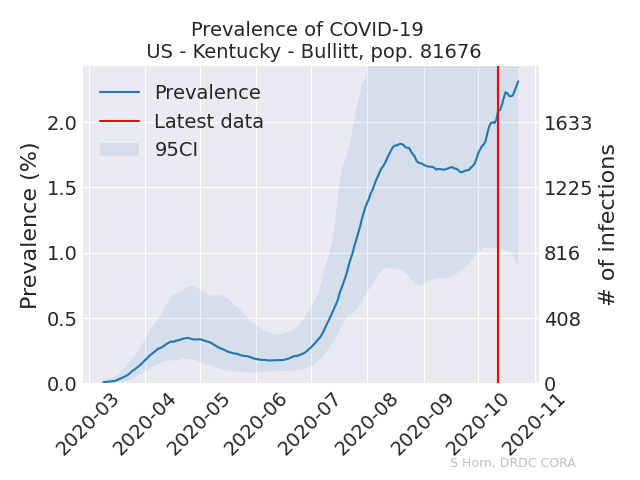 Prevalence of COVID-19
US - Kentucky - Bullitt, pop. 81676
Prevalence
Latest data
95CI
Prevalence (%)
2.0
1.5
1.0
0.5
0.0
1633
1225
816
408
0
# of infections
2020-03
2020-04
2020-05
2020-06
2020-07
2020-08
2020-09
2020-10
2020-11
S Horn, DRDC CORA